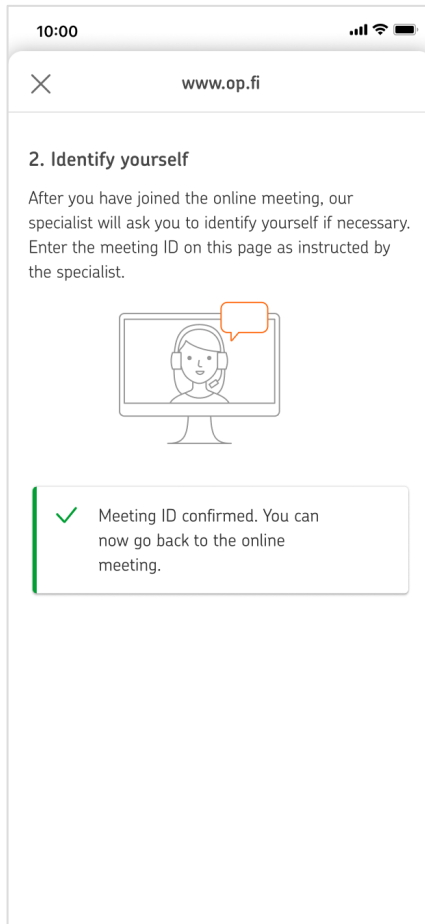 10:00
www.op.fi
2. Identify yourself
After you have joined the online meeting, our
specialist will ask you to identify yourself if necessary.
Enter the meeting ID on this page as instructed by
the specialist.
Meeting ID confirmed. You can
now go back to the online
meeting.